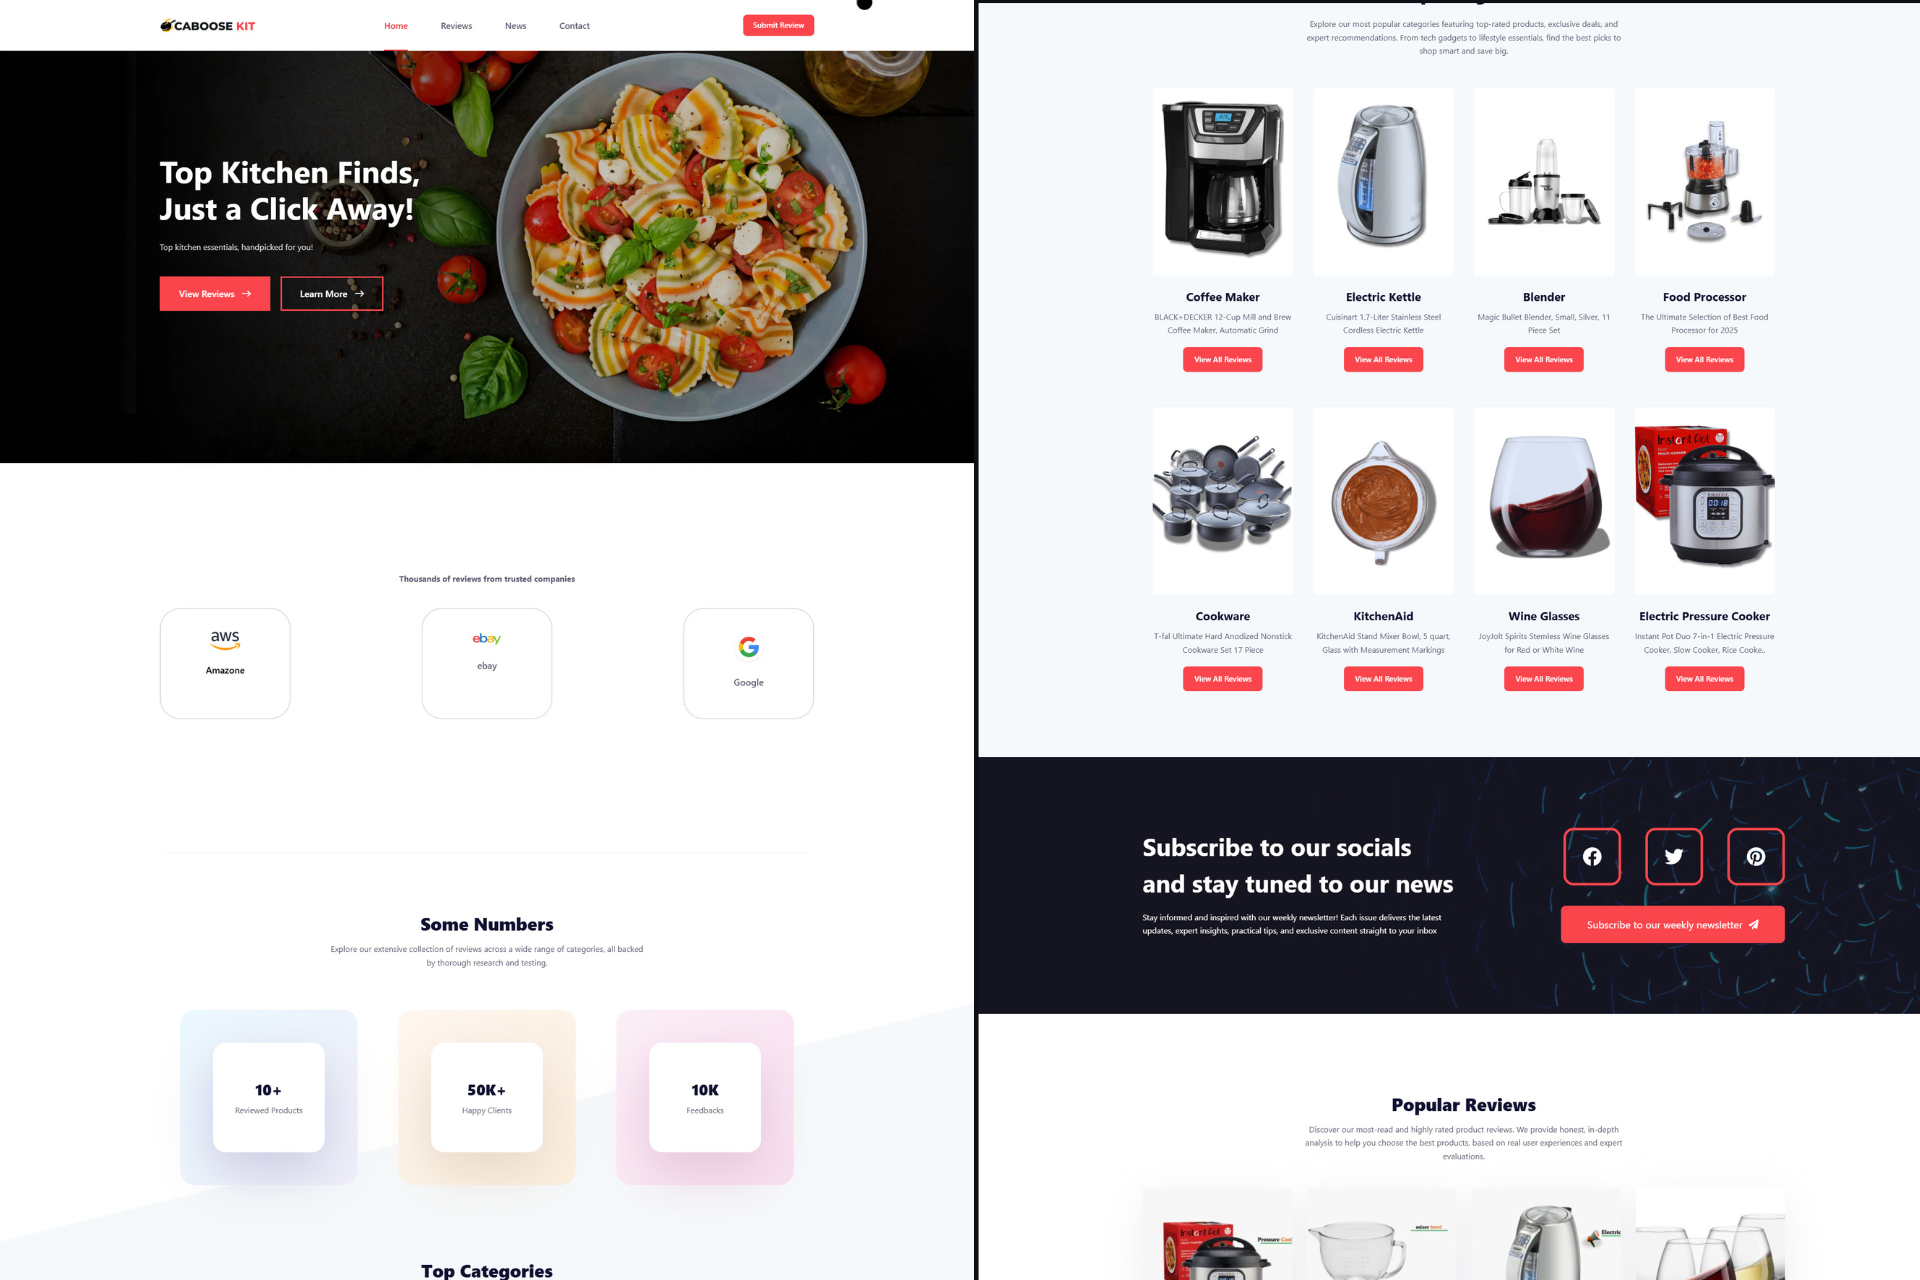 CABOOSE KIT
Home
Reviews
News
Contact
Submit Review
Top Kitchen Finds,
Just a Click Away!
Top kitchen essentials, handpicked for you!
View Reviews
Learn More
Thousands of reviews from trusted companies
aws
Amazone
ebay
ebay
G
Google
Some Numbers
Explore our extensive collection of reviews across a wide range of categories, all backed
by thorough research and testing.
10+
Reviewed Products
50K+
Happy Clients
10K
Feedbacks
Top Categories
Explore our most popular categories featuring top-rated products, exclusive deals, and
expert recommendations. From tech gadgets to lifestyle essentials, find the best picks to
shop smart and save big.
Coffee Maker
BLACK+DECKER 12-Cup Mill and Brew
Coffee Maker, Automatic Grind
View All Reviews
Electric Kettle
Cuisinart 1.7-Liter Stainless Steel
Cordless Electric Kettle
View All Reviews
Blender
Magic Bullet Blender, Small, Silver, 11
Piece Set
View All Reviews
Food Processor
The Ultimate Selection of Best Food
Processor for 2025
View All Reviews
Instant Pot
Cookware
T-fal Ultimate Hard Anodized Nonstick
Cookware Set 17 Piece
View All Reviews
KitchenAid
KitchenAid Stand Mixer Bowl, 5 quart,
Glass with Measurement Markings
View All Reviews
Wine Glasses
JoyJolt Spirits Stemless Wine Glasses
for Red or White Wine
View All Reviews
Electric Pressure Cooker
Instant Pot Duo 7-in-1 Electric Pressure
Cooker, Slow Cooker, Rice Cooke..
View All Reviews
Subscribe to our socials
and stay tuned to our news
Stay informed and inspired with our weekly newsletter! Each issue delivers the latest
updates, expert insights, practical tips, and exclusive content straight to your inbox
Subscribe to our weekly newsletter
Popular Reviews
Discover our most-read and highly rated product reviews. We provide honest, in-depth
analysis to help you choose the best products, based on real user experiences and expert
evaluations.
Instant Pot
Pressure Coo
mixer bowl
Electric